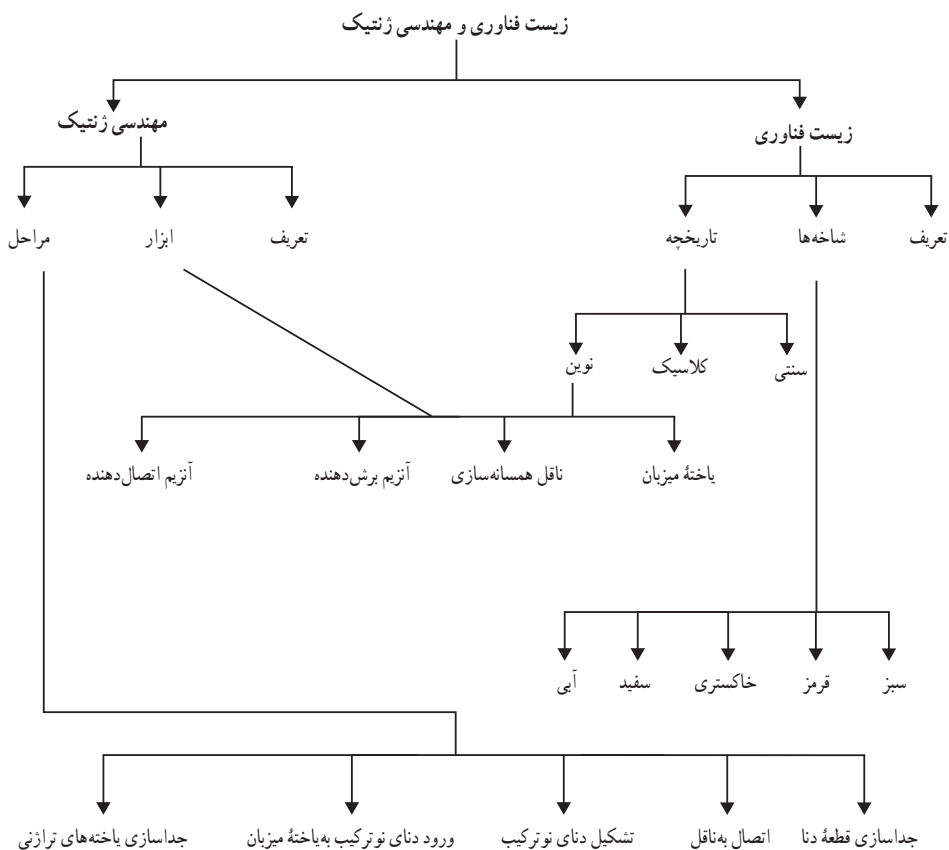 زیست فناوری و مهندسی ژنتیک
زیست فناوری
مهندسی ژنتیک
تعریف
شاخه‌ها
تاریخچه
تعریف
ابزار
مراحل
سنتی
کلاسیک
نوین
یاختهٔ میزبان
ناقل همسانه‌سازی
آنزیم برش‌دهنده
آنزیم اتصال‌دهنده
سبز
قرمز
خاکستری
سفید
آبی
جداسازی قطعهٔ دنا
اتصال به‌ناقل
تشکیل دنای نوترکیب
ورود دنای نوترکیب به‌یاختهٔ میزبان
جداسازی یاخته‌های تراژنی